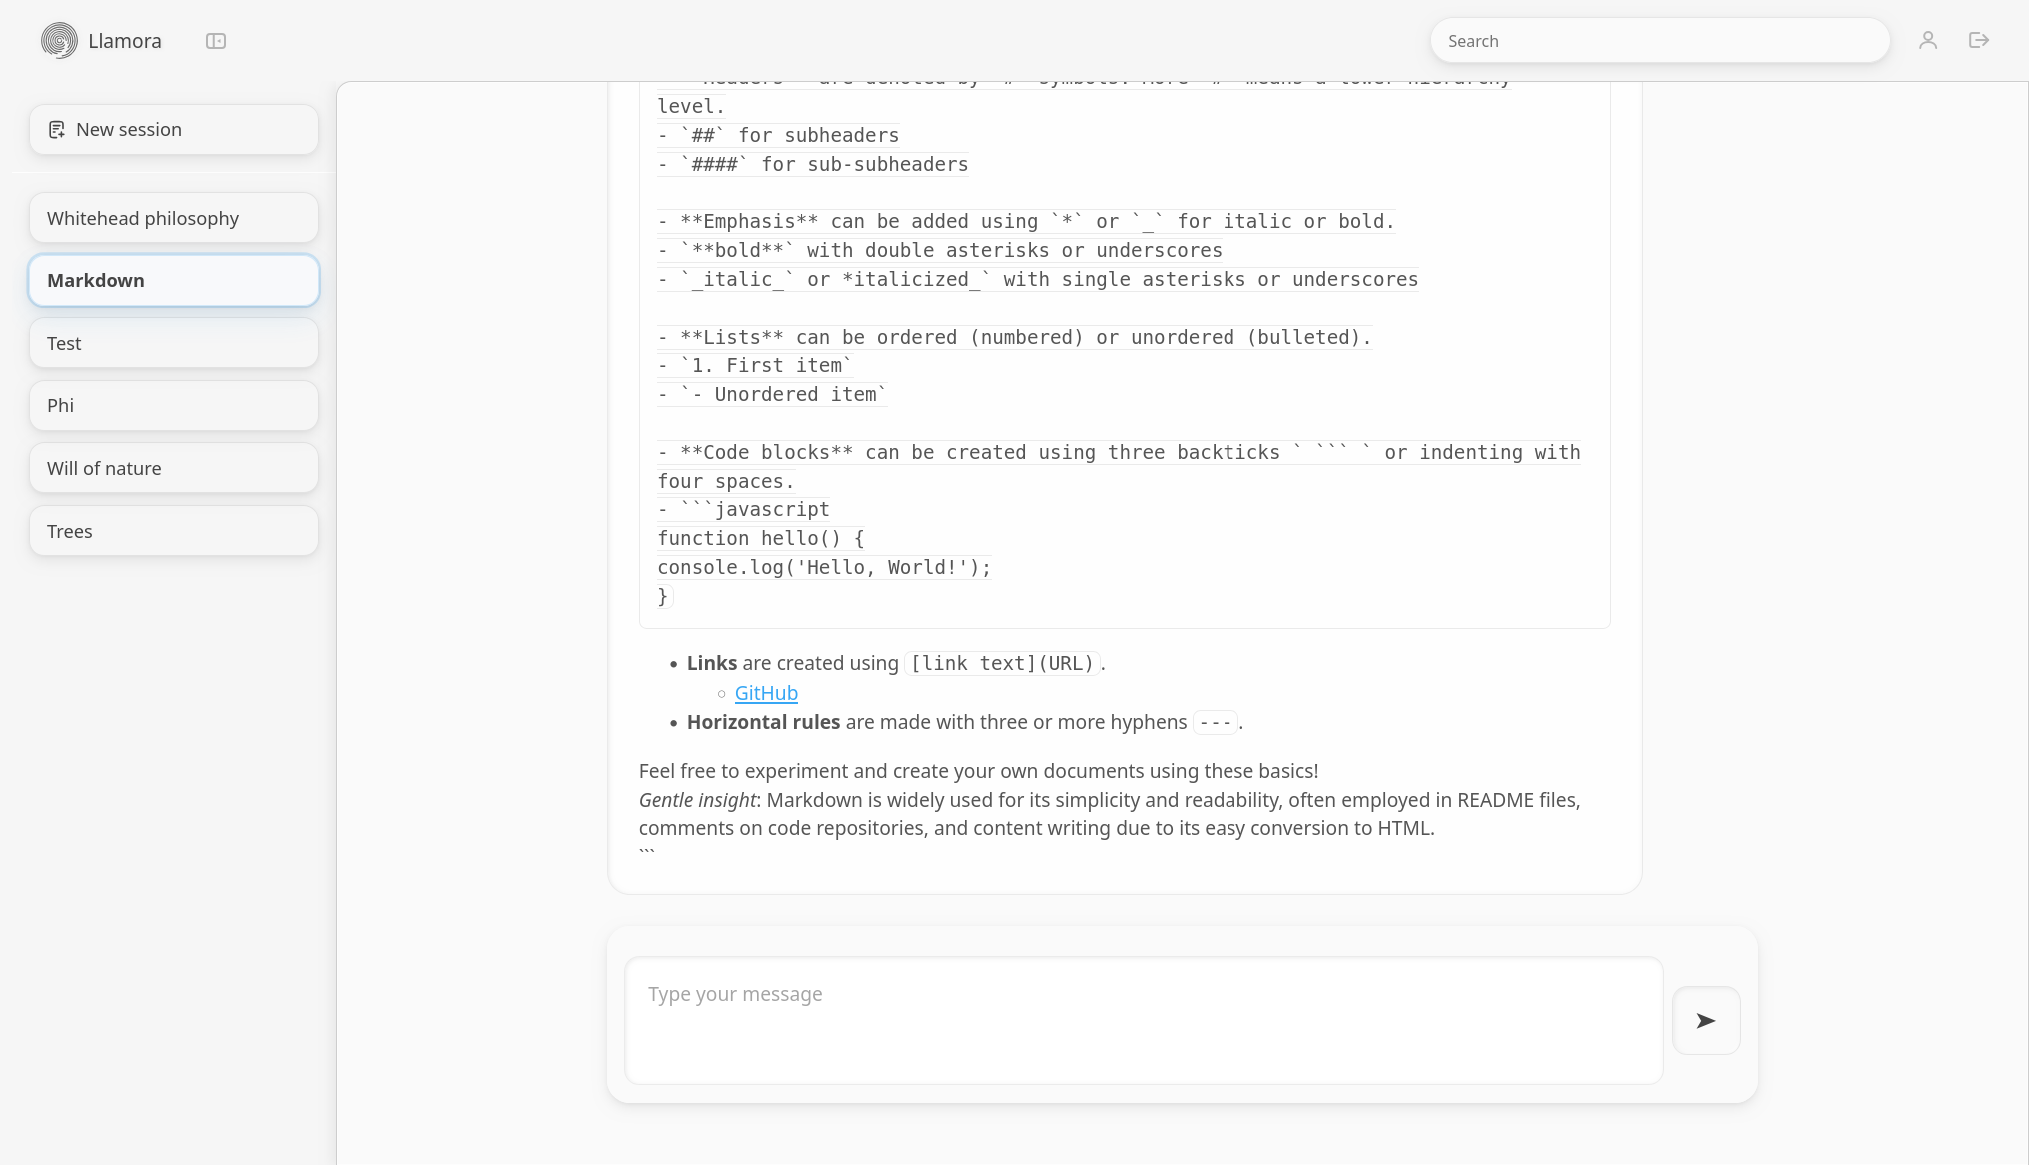 Llamora
Search
New session
Whitehead philosophy
Markdown
Test
Phi
Will of nature
Trees
level.
- `##` for subheaders
- `####` for sub-subheaders
- **Emphasis** can be added using `*` or `_` for italic or bold.
- `**bold**` with double asterisks or underscores
- `_italic_` or *italicized_` with single asterisks or underscores
- **Lists** can be ordered (numbered) or unordered (bulleted).
- `1. First item`
- `- Unordered item`
- **Code blocks** can be created using three backticks ` ``` ` or indenting with
four spaces.
- ```javascript
function hello() {
console.log('Hello, World!');
}
• Links are created using [link text](URL).
○ GitHub
• Horizontal rules are made with three or more hyphens ---.
Feel free to experiment and create your own documents using these basics!
Gentle insight: Markdown is widely used for its simplicity and readability, often employed in README files,
comments on code repositories, and content writing due to its easy conversion to HTML.
```
Type your message